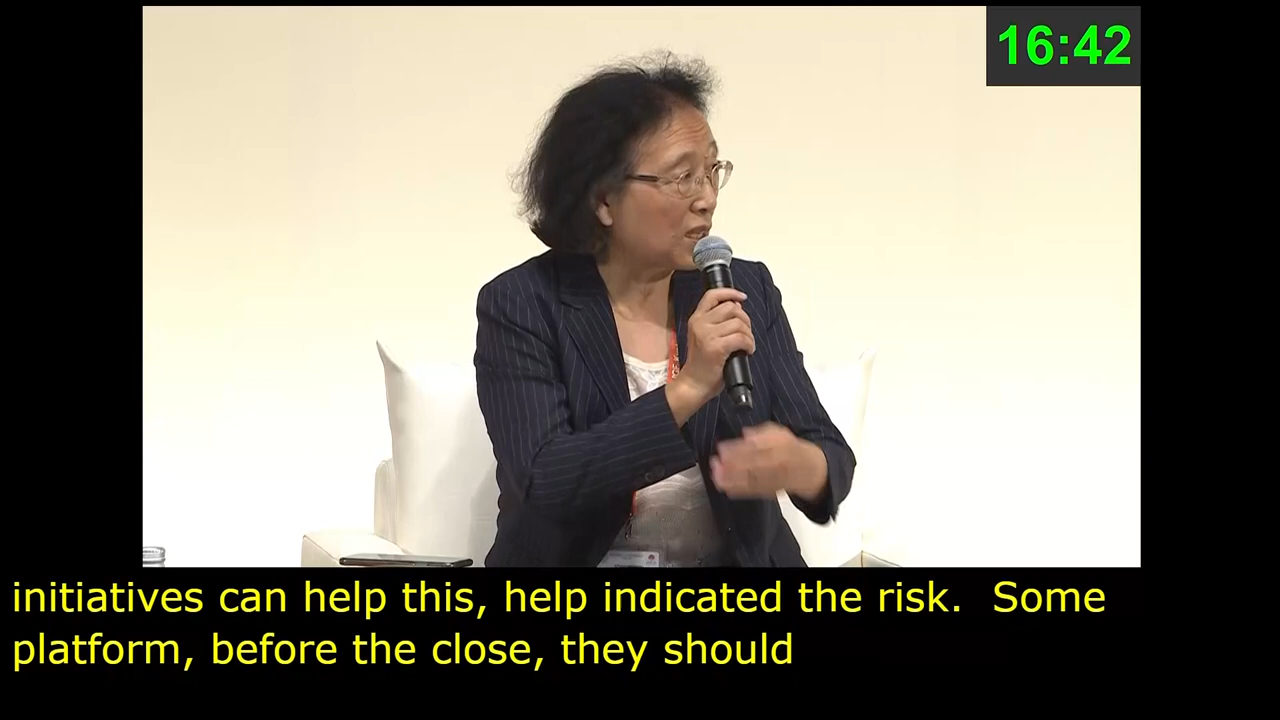 16:42
initiatives can help this, help indicated the risk.  Some
platform, before the close, they should